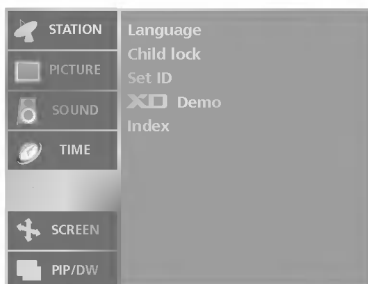 STATION
PICTURE
SOUND
TIME
SCREEN
PIP/DW
Language
Child lock
Set ID
XD Demo
Index